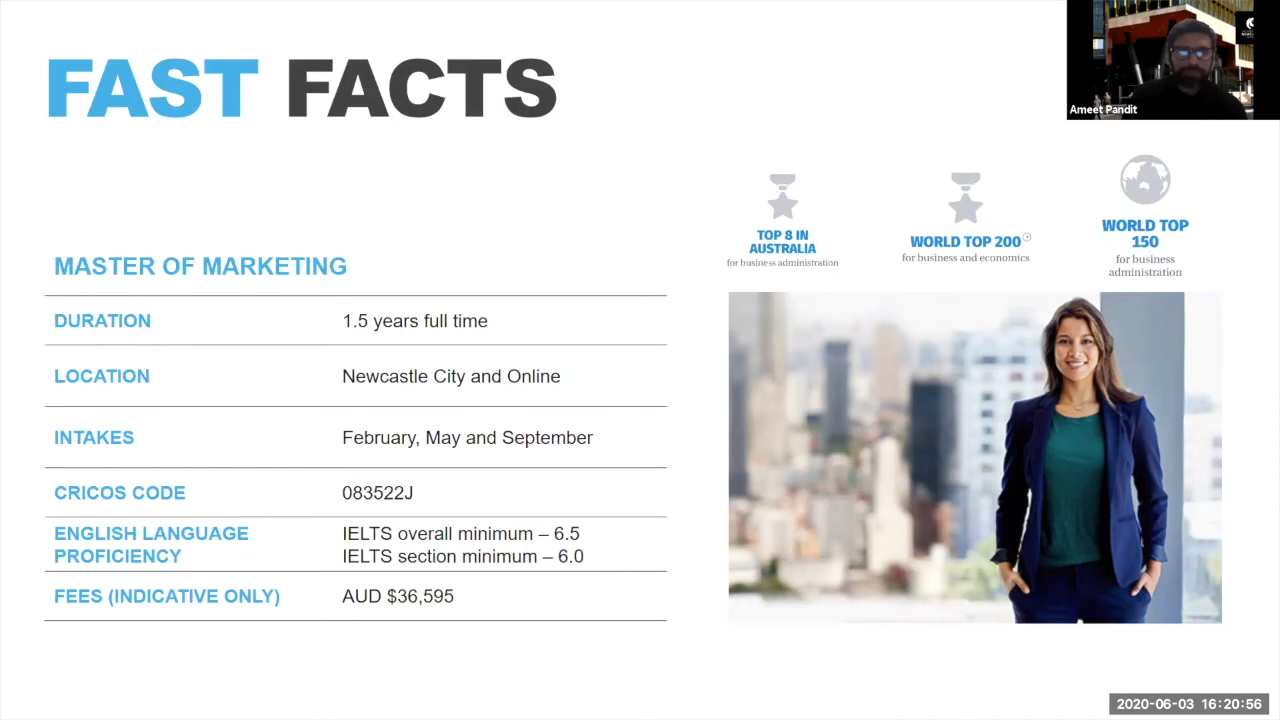 FAST FACTS
Ameet Pandit
TOP 8 IN
AUSTRALIA
for business administration
WORLD TOP 200
for business and economics
WORLD TOP
150
for business
administration
MASTER OF MARKETING
DURATION 1.5 years full time
LOCATION Newcastle City and Online
INTAKES February, May and September
CRICOS CODE 083522J
ENGLISH LANGUAGE PROFICIENCY IELTS overall minimum – 6.5
IELTS section minimum – 6.0
FEES (INDICATIVE ONLY) AUD $36,595
2020-06-03 16:20:56